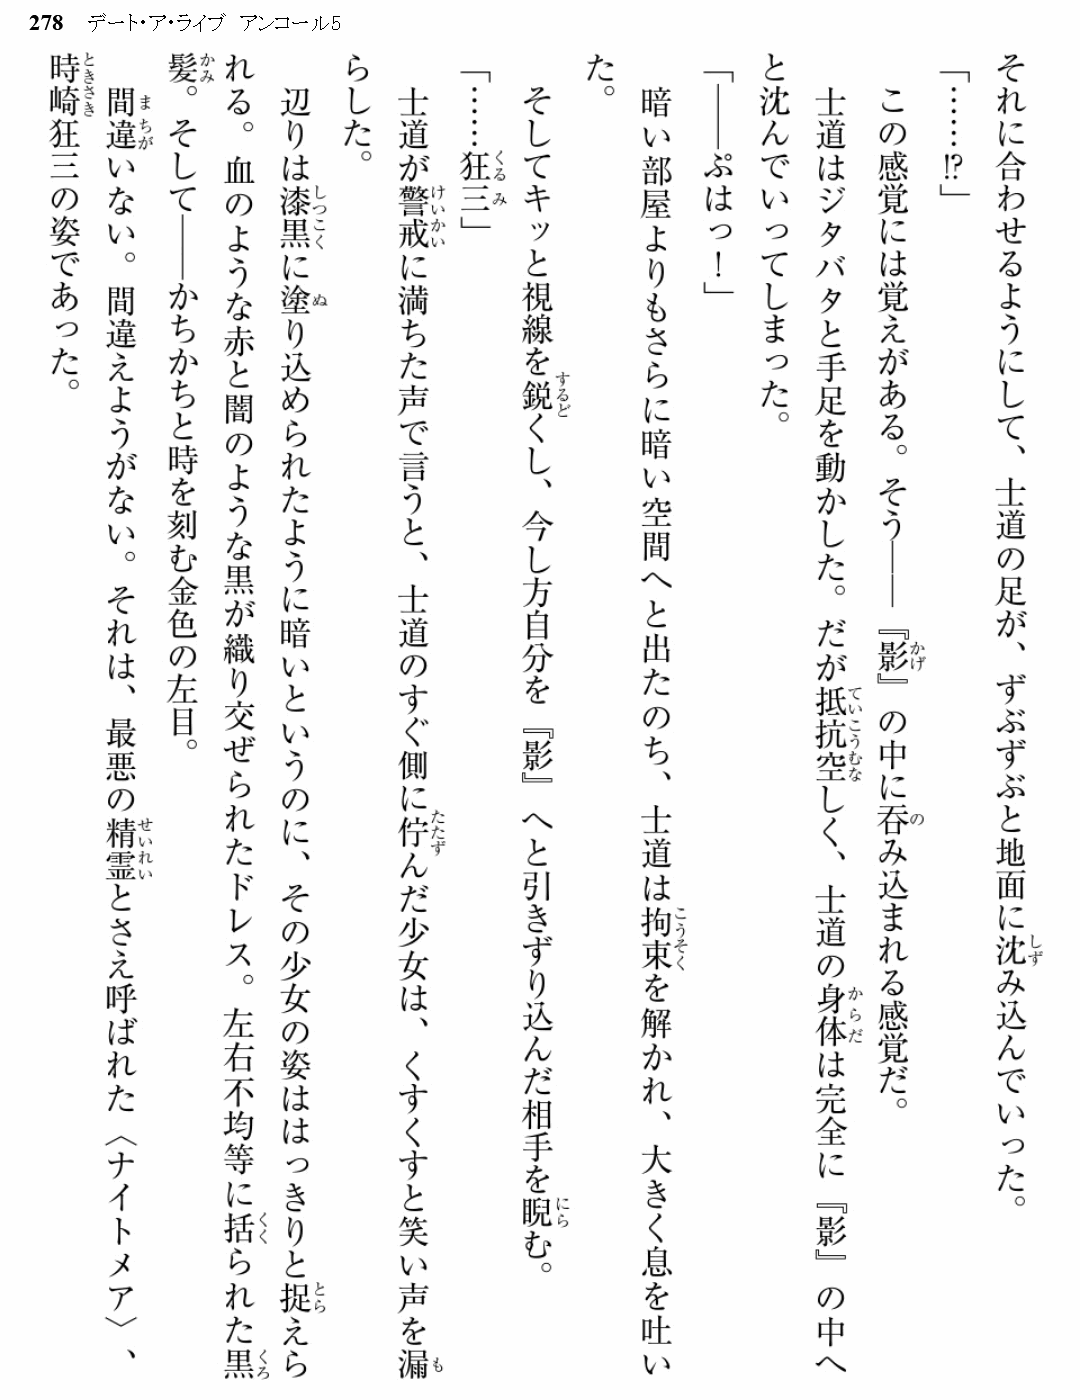 278 デート・ア・ライブ アンコール5
それに合わせるようにして、士道の足が、ずぶずぶと地面に沈み込んでいった。
「……!?」
この感覚には覚えがある。そう――『影』の中に呑み込まれる感覚だ。
士道はジタバタと手足を動かした。だが抵抗空しく、士道の身体は完全に『影』の中へ
と沈んでいってしまった。
「――ぷはっ!」
暗い部屋よりもさらに暗い空間へと出たのち、士道は拘束を解かれ、大きく息を吐い
た。
そしてキッと視線を鋭くし、今し方自分を『影』へと引きずり込んだ相手を睨む。
「……狂三」
士道が警戒に満ちた声で言うと、士道のすぐ側に佇んだ少女は、くすくすと笑い声を漏
らした。
辺りは漆黒に塗り込められたように暗いというのに、その少女の姿ははっきりと捉えら
れる。血のような赤と闇のような黒が織り交ぜられたドレス。左右不均等に括られた黒
髪。そして――かちかちと時を刻む金色の左目。
間違いない。間違えようがない。それは、最悪の精霊とさえ呼ばれた〈ナイトメア〉、
時崎狂三の姿であった。